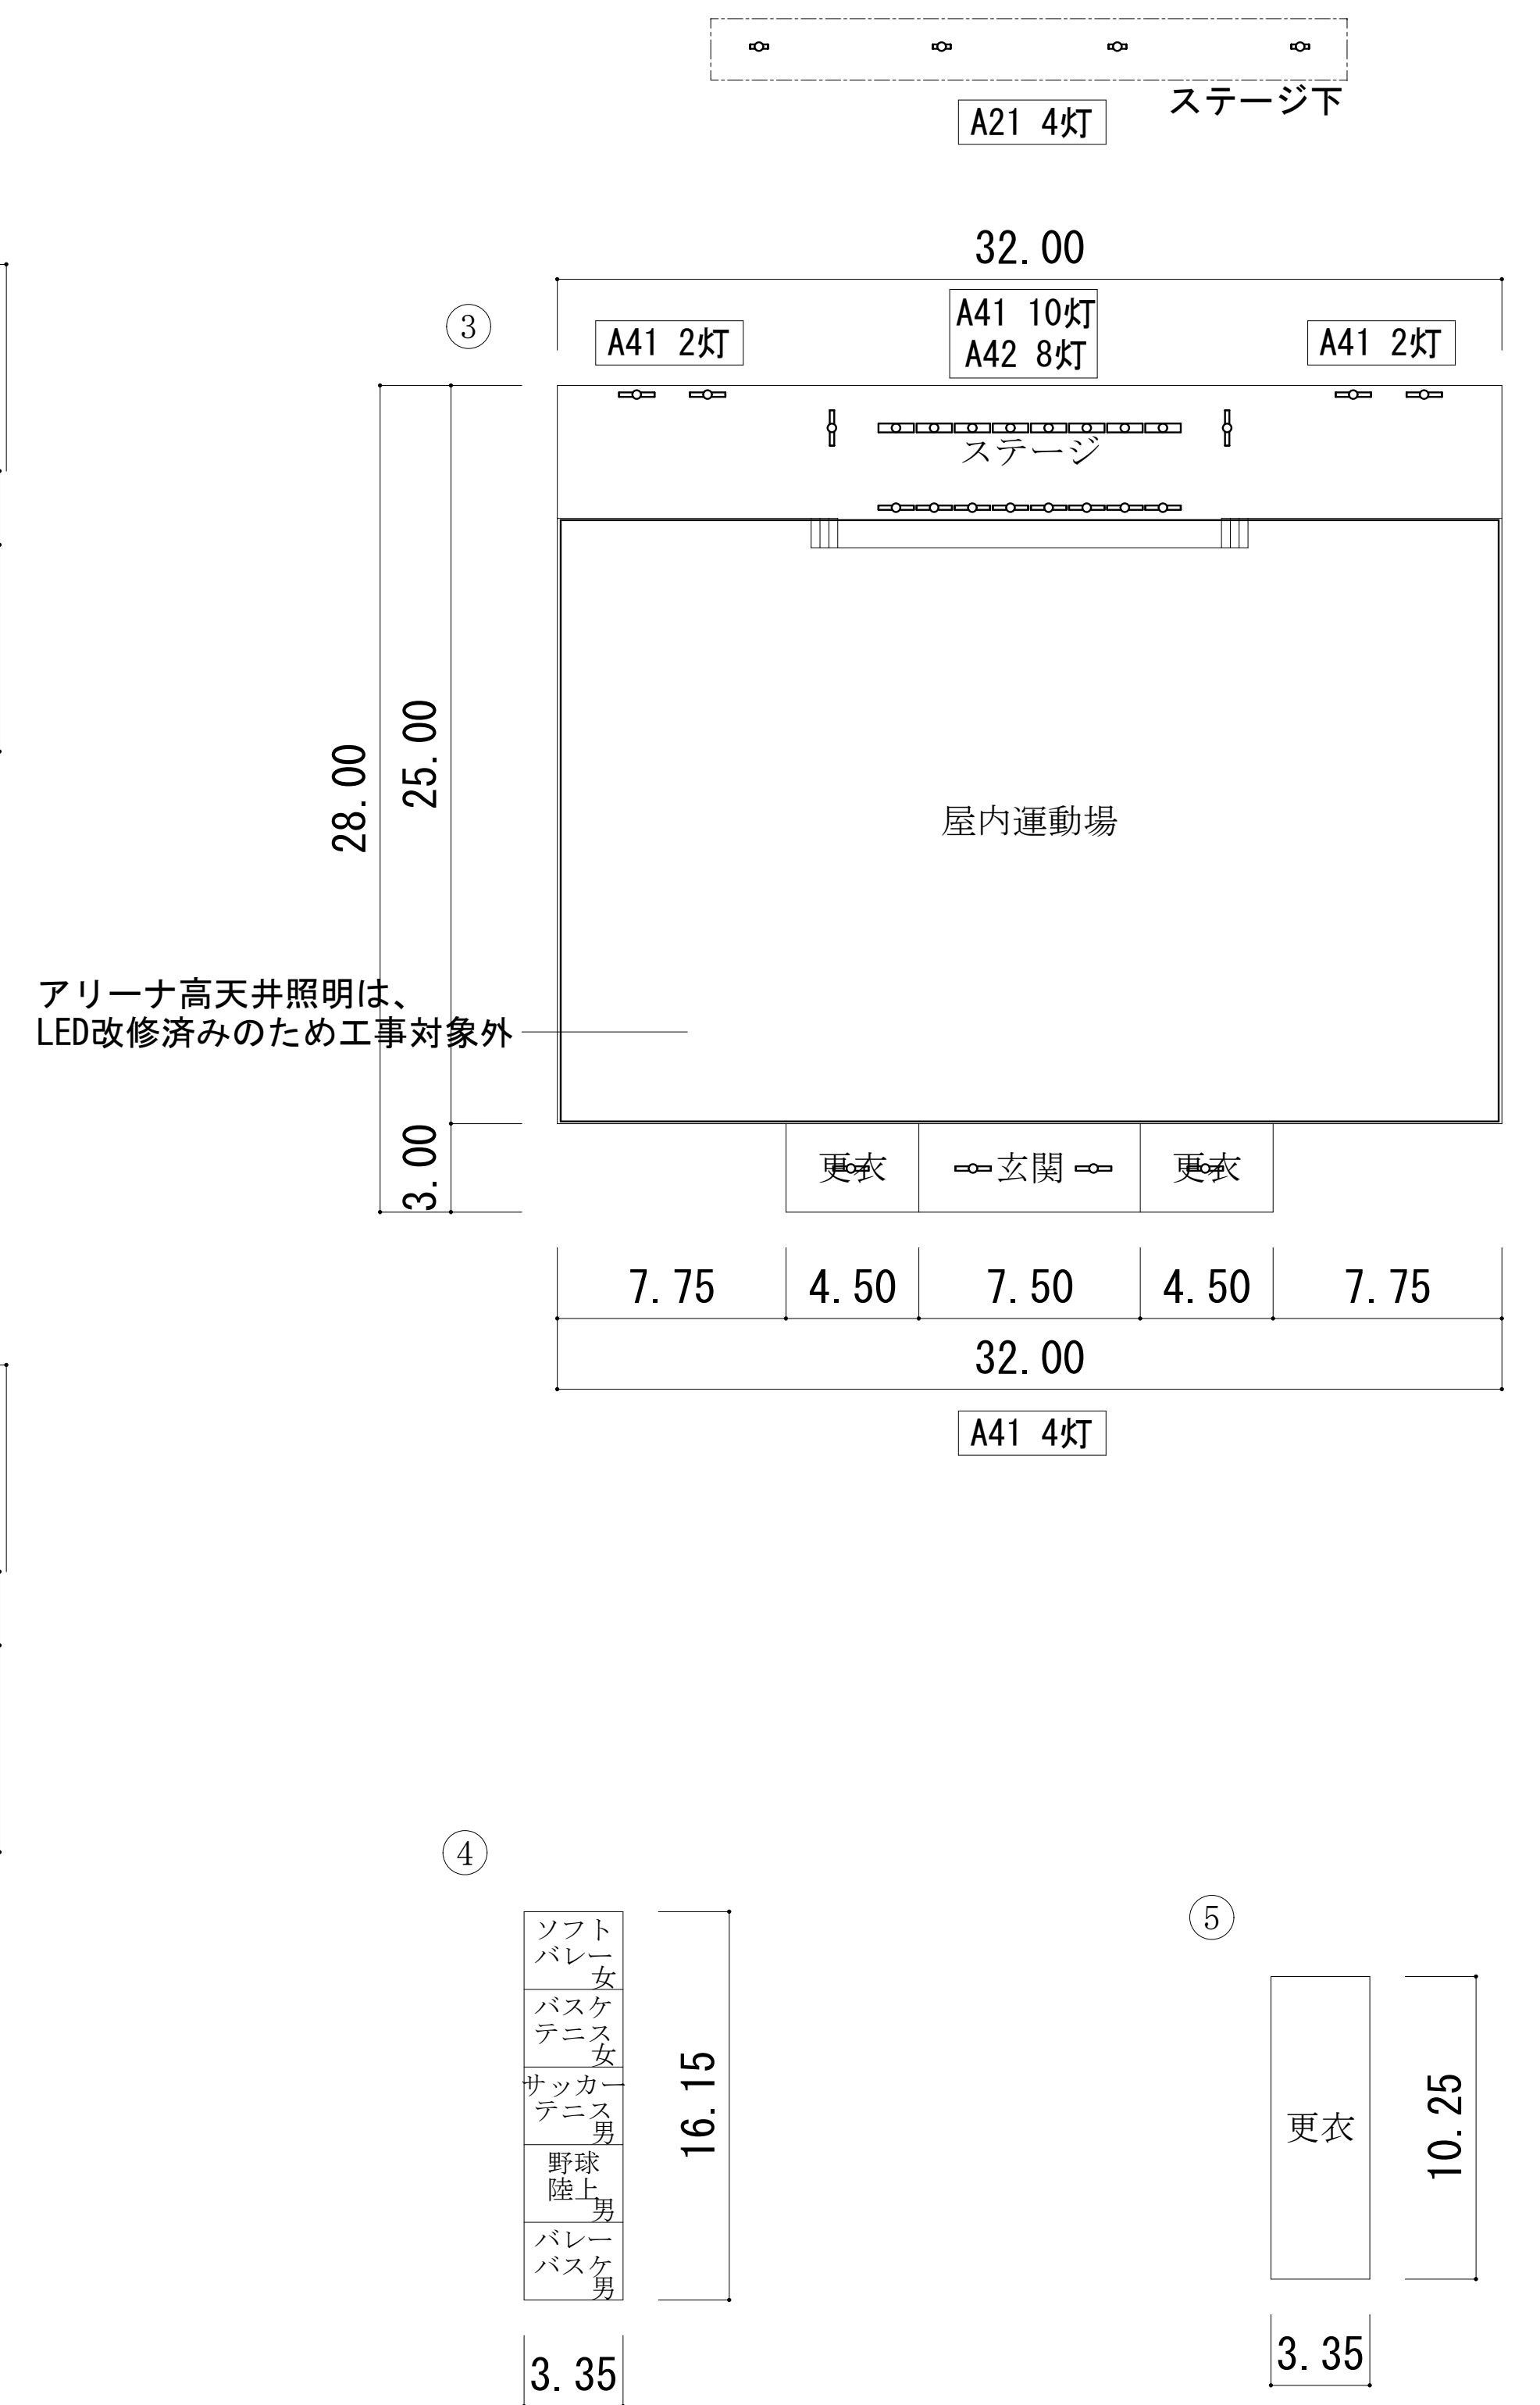 ステージ下
A21 4灯
32.00
③
A41 2灯
A41 10灯
A42 8灯
A41 2灯
ステージ
28.00
25.00
屋内運動場
アリーナ高天井照明は、
LED改修済みのため工事対象外
3.00
更衣
玄関
更衣
7.75
4.50
7.50
4.50
7.75
32.00
A41 4灯
④
ソフト
バレー
女
バスケ
テニス
女
サッカー
テニス
男
野球
陸上
男
バレー
バスケ
男
16.15
3.35
⑤
更衣
10.25
3.35